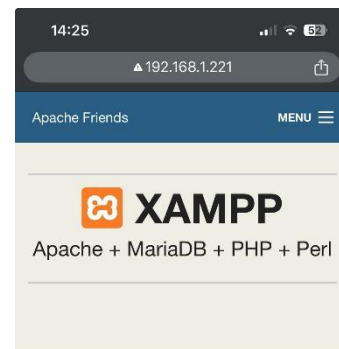 14:25
52
192.168.1.221
Apache Friends
MENU
XAMPP
Apache + MariaDB + PHP + Perl